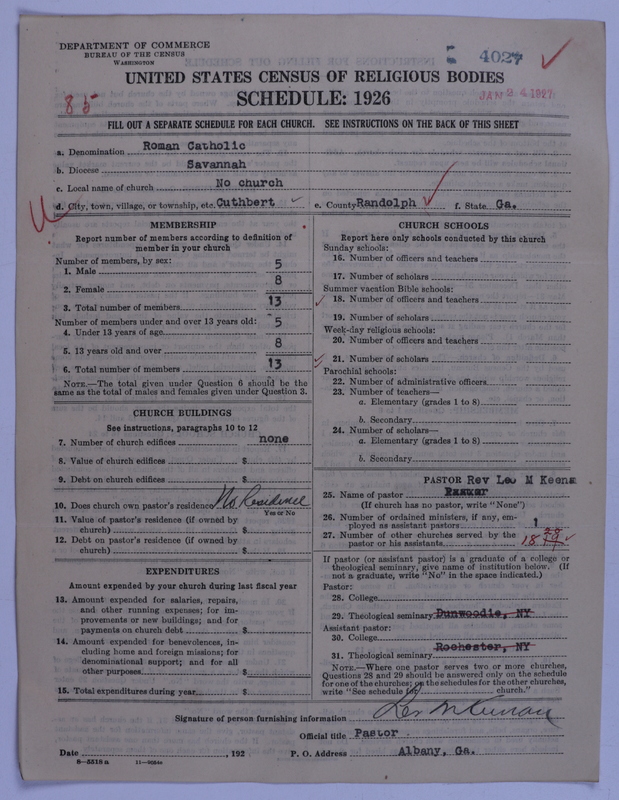 DEPARTMENT OF COMMERCE
BUREAU OF THE CENSUS
WASHINGTON
4027
JAN 24 1927
85
UNITED STATES CENSUS OF RELIGIOUS BODIES
SCHEDULE: 1926
FILL OUT A SEPARATE SCHEDULE FOR EACH CHURCH. SEE INSTRUCTIONS ON THE BACK OF THIS SHEET
a. Denomination Roman Catholic
b. Diocese Savannah
c. Local name of church No church
d. City, town, village, or township, etc. Cuthbert e. County Randolph f. State Ga.
MEMBERSHIP
Report number of members according to definition of
member in your church
Number of members, by sex:
1. Male 5
2. Female 8
3. Total number of members 13
Number of members under and over 13 years old:
4. Under 13 years of age 5
5. 13 years old and over 8
6. Total number of members 13
NOTE.—The total given under Question 6 should be the
same as the total of males and females given under Question 3.
CHURCH BUILDINGS
See instructions, paragraphs 10 to 12
7. Number of church edifices none
8. Value of church edifices $
9. Debt on church edifices $
10. Does church own pastor's residence No Residence
Yes or No
11. Value of pastor's residence (if owned by
church) $
12. Debt on pastor's residence (if owned by
church) $
EXPENDITURES
Amount expended by your church during last fiscal year
13. Amount expended for salaries, repairs,
and other running expenses; for im-
provements or new buildings; and for
payments on church debt $
14. Amount expended for benevolences, in-
cluding home and foreign missions; for
denominational support; and for all
other purposes $
15. Total expenditures during year $
CHURCH SCHOOLS
Report here only schools conducted by this church
Sunday schools:
16. Number of officers and teachers
17. Number of scholars
Summer vacation Bible schools:
18. Number of officers and teachers
19. Number of scholars
Week-day religious schools:
20. Number of officers and teachers
21. Number of scholars
Parochial schools:
22. Number of administrative officers
23. Number of teachers—
a. Elementary (grades 1 to 8)
b. Secondary
24. Number of scholars—
a. Elementary (grades 1 to 8)
b. Secondary
PASTOR Rev Leo M Keena
25. Name of pastor
(If church has no pastor, write "None")
26. Number of ordained ministers, if any, em-
ployed as assistant pastors 1
27. Number of other churches served by the
pastor or his assistants 18
If pastor (or assistant pastor) is a graduate of a college or
theological seminary, give name of institution below. (If
not a graduate, write "No" in the space indicated.)
Pastor:
28. College
29. Theological seminary Dunwoodie, NY
Assistant pastor:
30. College
Rochester, NY
31. Theological seminary
NOTE.—Where one pastor serves two or more churches,
Questions 28 and 29 should be answered only on the schedule
for one of the churches; on the schedules for the other churches,
write "See schedule for church."
Signature of person furnishing information
Official title Pastor
Date , 192 P. O. Address Albany, Ga.
8—5518a 11—9064a